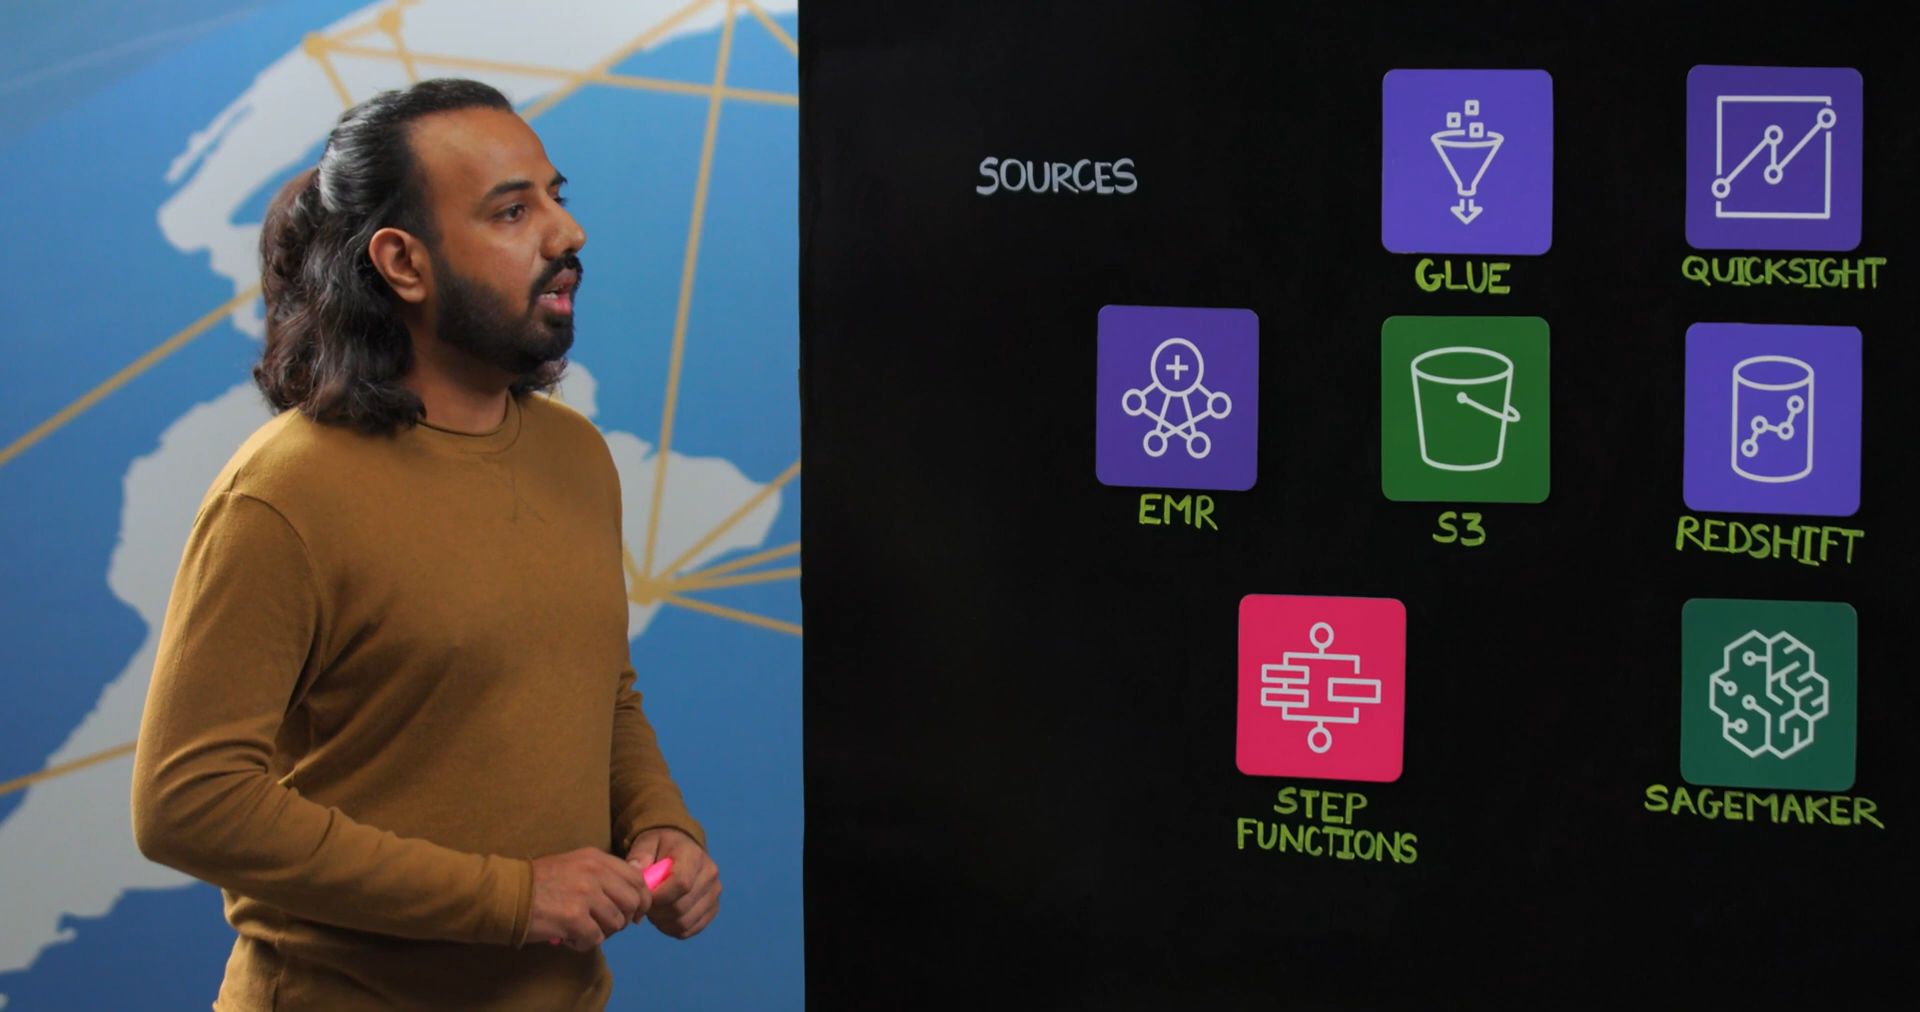 SOURCES
GLUE
QUICKSIGHT
EMR
S3
REDSHIFT
STEP
FUNCTIONS
SAGEMAKER